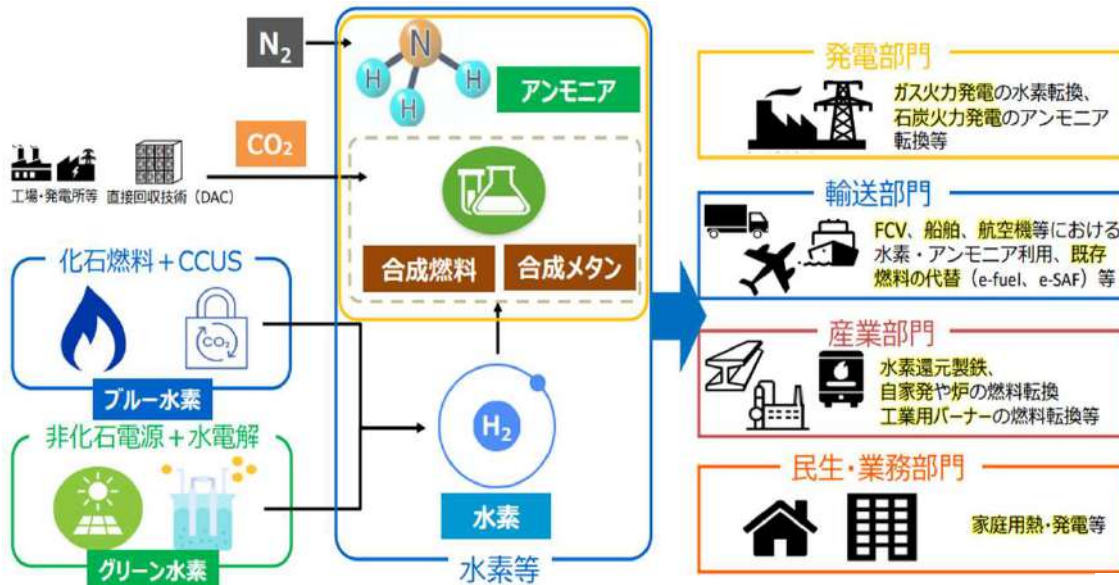 N₂
N
H
H
H
アンモニア
CO₂
工場・発電所等
直接回収技術（DAC）
合成燃料
合成メタン
化石燃料＋CCUS
CO₂
ブルー水素
非化石電源＋水電解
グリーン水素
H₂
水素
水素等
発電部門
ガス火力発電の水素転換、
石炭火力発電のアンモニア
転換等
輸送部門
FCV、船舶、航空機等における
水素・アンモニア利用、既存
燃料の代替（e-fuel、e-SAF）等
産業部門
水素還元製鉄、
自家発や炉の燃料転換
工業用バーナーの燃料転換等
民生・業務部門
家庭用熱・発電等